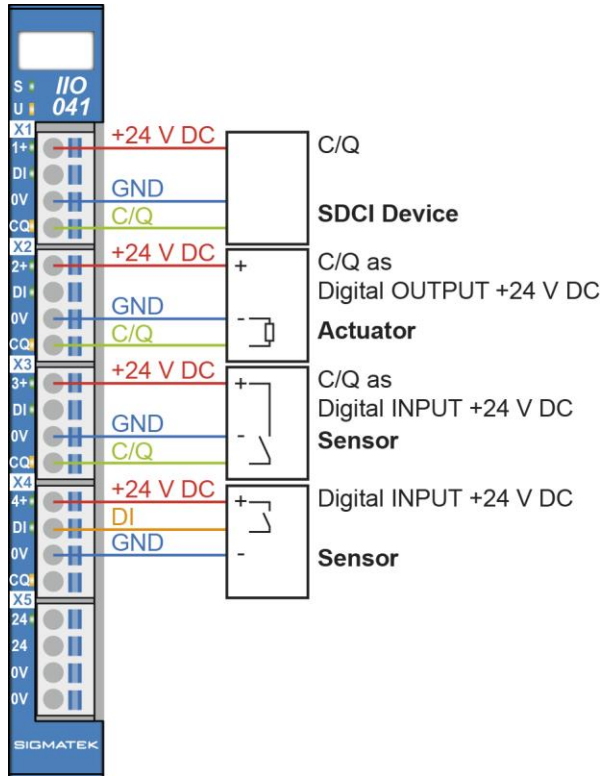 S IIO
U 041
X1
1+ +24 V DC C/Q
DI
0V GND
CQ C/Q SDCI Device
X2
2+ +24 V DC + C/Q as
DI Digital OUTPUT +24 V DC
0V GND -
CQ C/Q Actuator
X3
3+ +24 V DC + C/Q as
DI Digital INPUT +24 V DC
0V GND - Sensor
CQ C/Q
X4
4+ +24 V DC + Digital INPUT +24 V DC
DI DI
0V GND - Sensor
CQ
X5
24
24
0V
0V
SIGMATEK